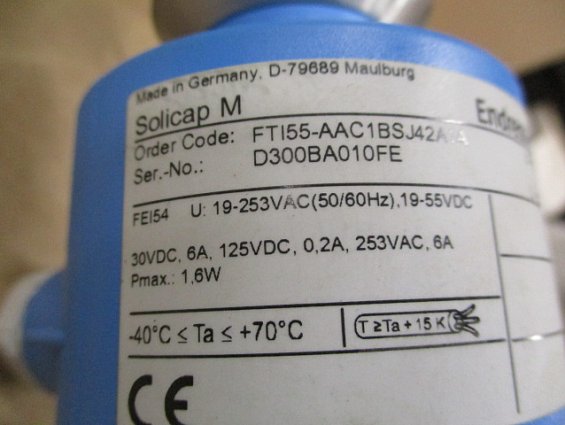 Made in Germany, D-79689 Maulburg
Solicap M
Order Code: FTI55-AAC1BSJ42A
Ser.-No.: D300BA010FE
FEI54 U: 19-253VAC(50/60Hz),19-55VDC
30VDC, 6A, 125VDC, 0,2A, 253VAC, 6A
Pmax.: 1,6W
-40°C ≤ Ta ≤ +70°C
T ≥Ta + 15 K
CE